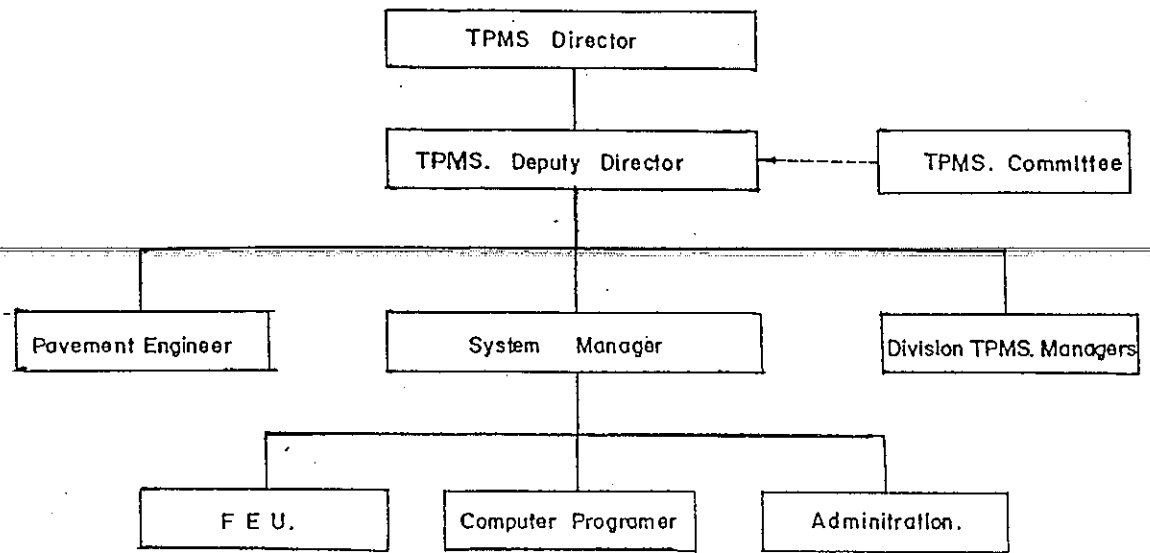 TPMS Director
TPMS. Deputy Director
TPMS. Committee
Pavement Engineer
System Manager
Division TPMS. Managers
F E U.
Computer Programer
Adminitration.